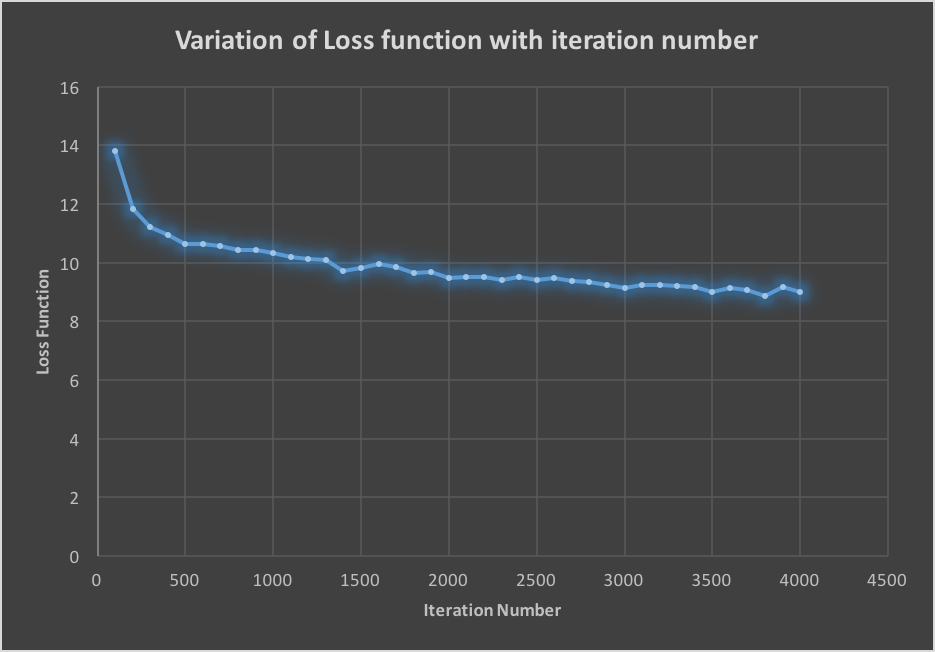 Variation of Loss function with iteration number
16
14
12
10
8
6
4
2
0
0 500 1000 1500 2000 2500 3000 3500 4000 4500
Loss Function
Iteration Number